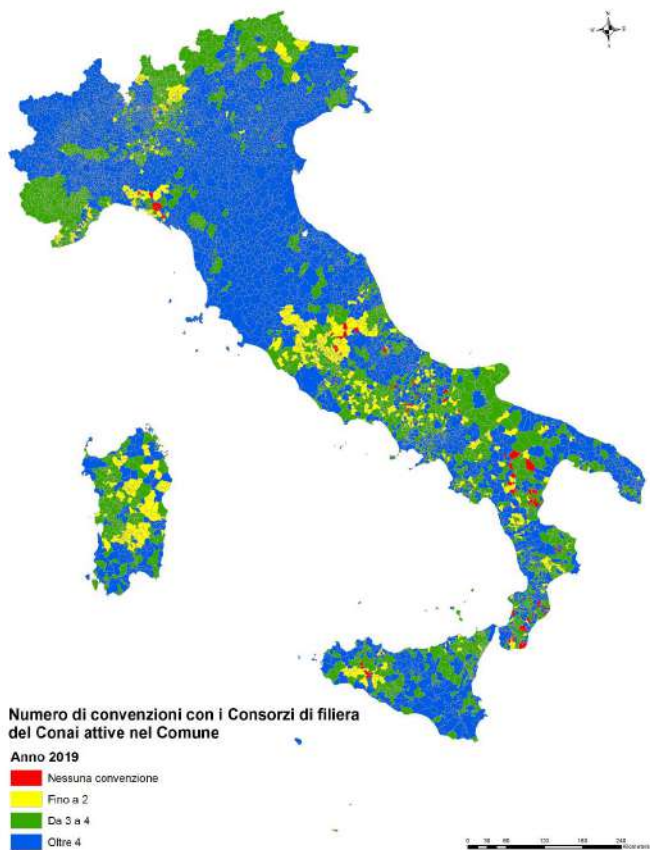 N
W
S
Numero di convenzioni con i Consorzi di filiera
del Conai attive nel Comune
Anno 2019
Nessuna convenzione
Fino a 2
Da 3 a 4
Oltre 4